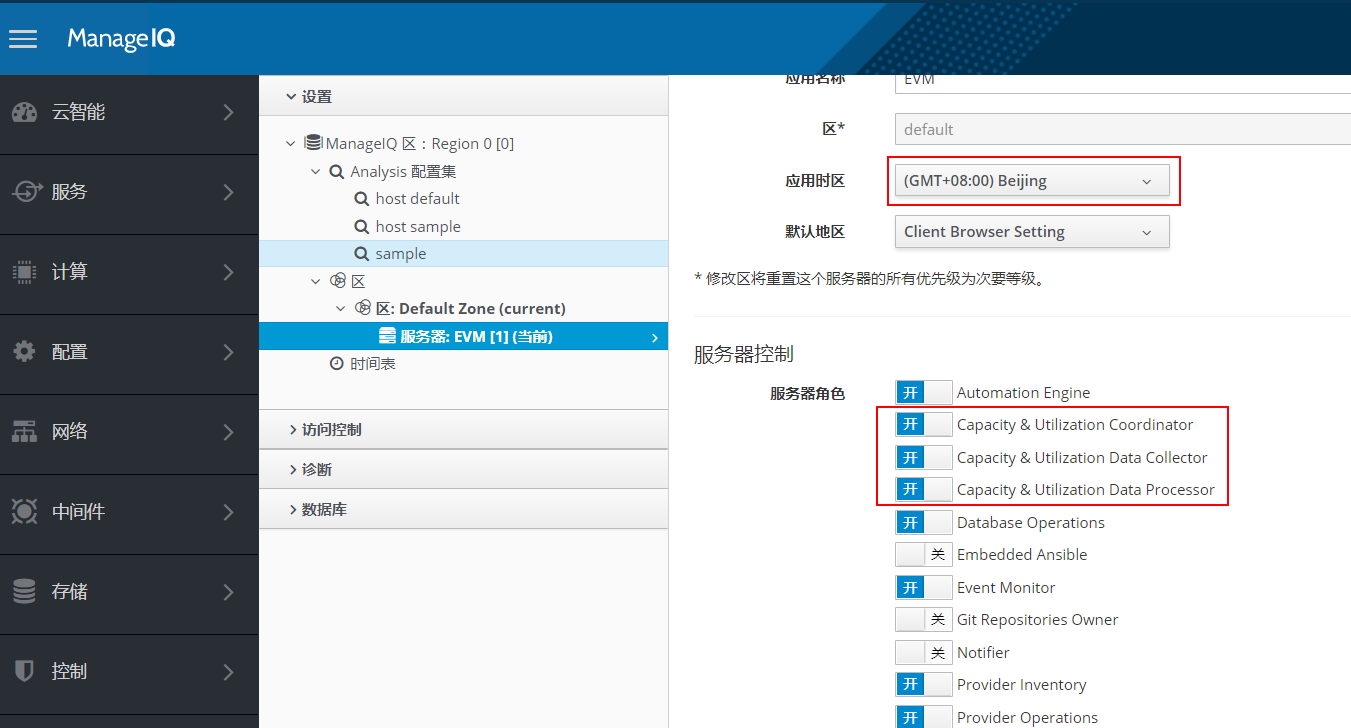 ManageIQ
云智能
服务
计算
配置
网络
中间件
存储
控制
设置
ManageIQ 区：Region 0 [0]
Analysis 配置集
host default
host sample
sample
区
区: Default Zone (current)
服务器: EVM [1] (当前)
时间表
访问控制
诊断
数据库
应用名称 EVM
区* default
应用时区 (GMT+08:00) Beijing
默认地区 Client Browser Setting
* 修改区将重置这个服务器的所有优先级为次要等级。
服务器控制
服务器角色 开 Automation Engine
开 Capacity & Utilization Coordinator
开 Capacity & Utilization Data Collector
开 Capacity & Utilization Data Processor
开 Database Operations
关 Embedded Ansible
开 Event Monitor
关 Git Repositories Owner
关 Notifier
开 Provider Inventory
开 Provider Operations